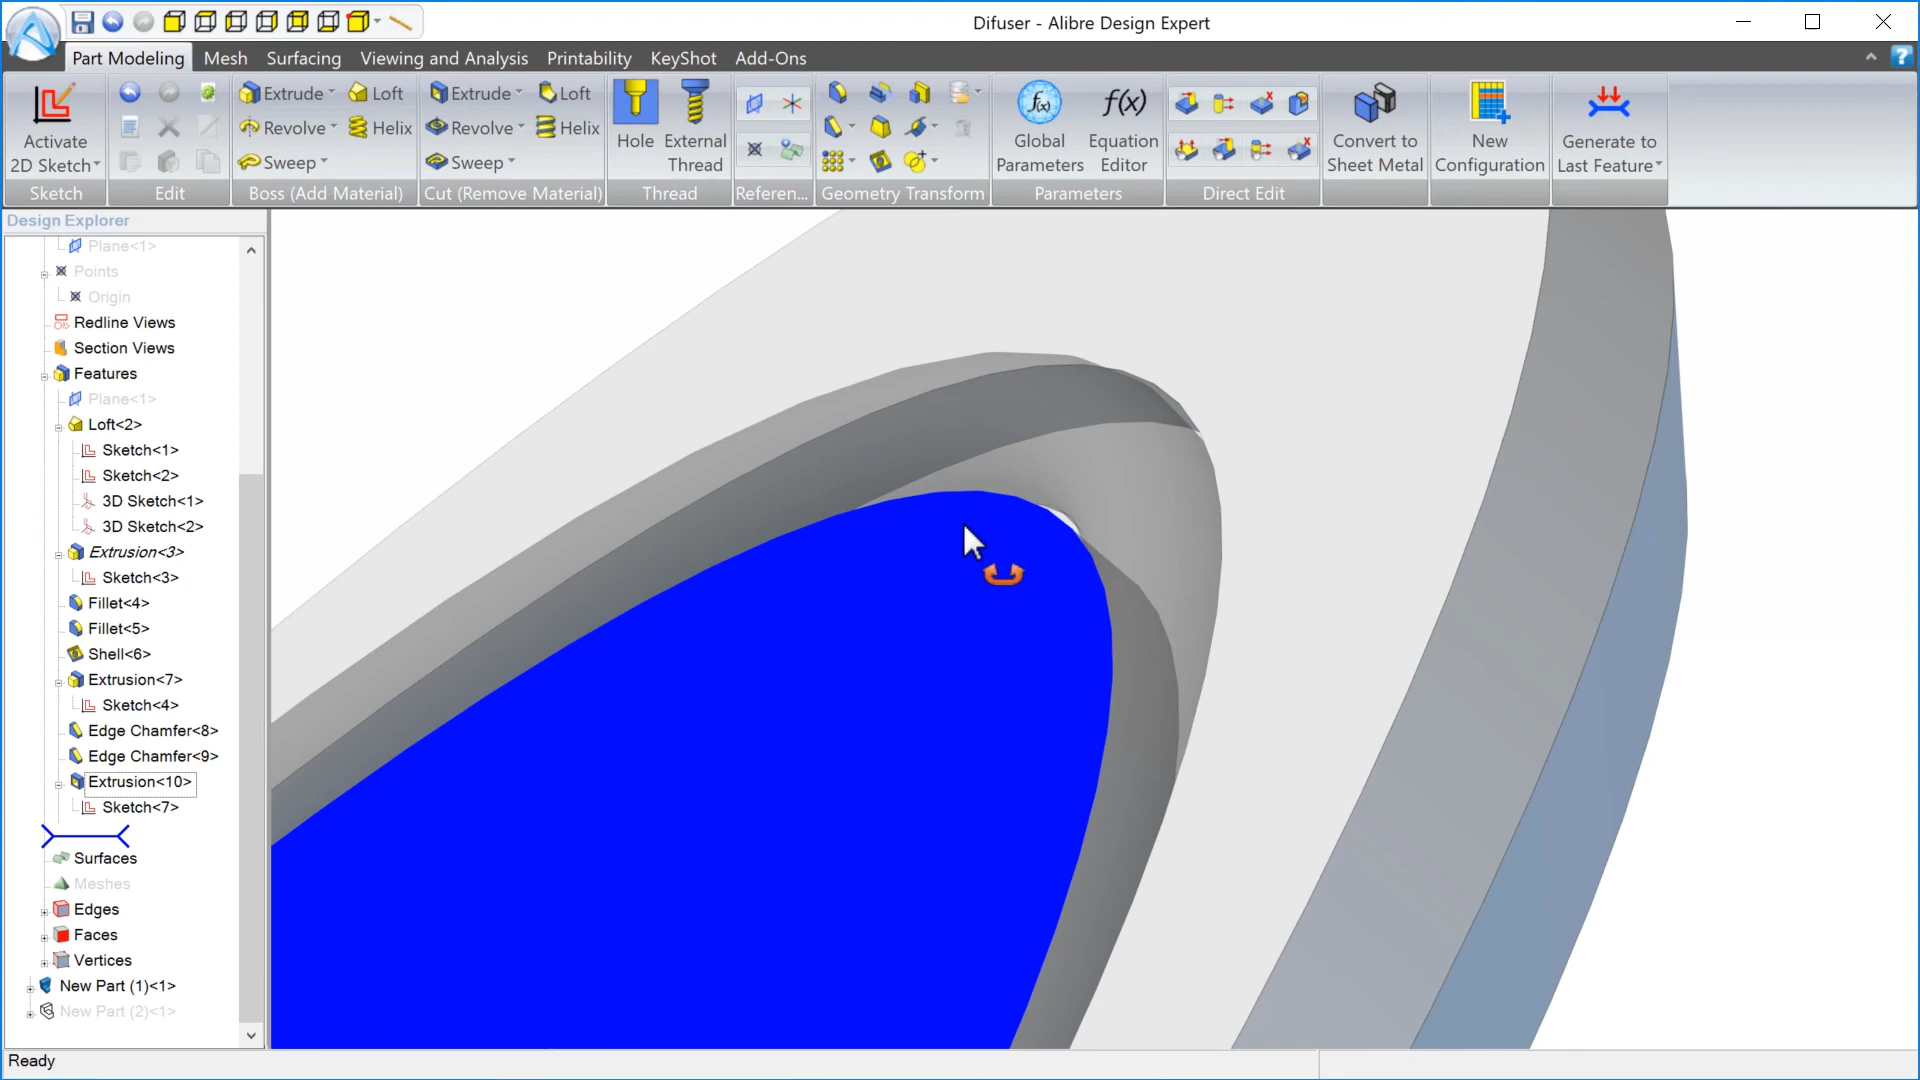 Difuser - Alibre Design Expert
Part Modeling Mesh Surfacing Viewing and Analysis Printability KeyShot Add-Ons
Activate
2D Sketch
Sketch
Edit
Extrude Loft
Revolve Helix
Sweep
Boss (Add Material)
Extrude Loft
Revolve Helix
Sweep
Cut (Remove Material)
Hole
External
Thread
Thread
Referen...
Geometry Transform
f(x)
Global
Parameters
f(x)
Equation
Editor
Parameters
Direct Edit
Convert to
Sheet Metal
New
Configuration
Generate to
Last Feature
?
Design Explorer
Plane<1>
Points
Origin
Redline Views
Section Views
Features
Plane<1>
Loft<2>
Sketch<1>
Sketch<2>
3D Sketch<1>
3D Sketch<2>
Extrusion<3>
Sketch<3>
Fillet<4>
Fillet<5>
Shell<6>
Extrusion<7>
Sketch<4>
Edge Chamfer<8>
Edge Chamfer<9>
Extrusion<10>
Sketch<7>
Surfaces
Meshes
Edges
Faces
Vertices
New Part (1)<1>
New Part (2)<1>
Ready